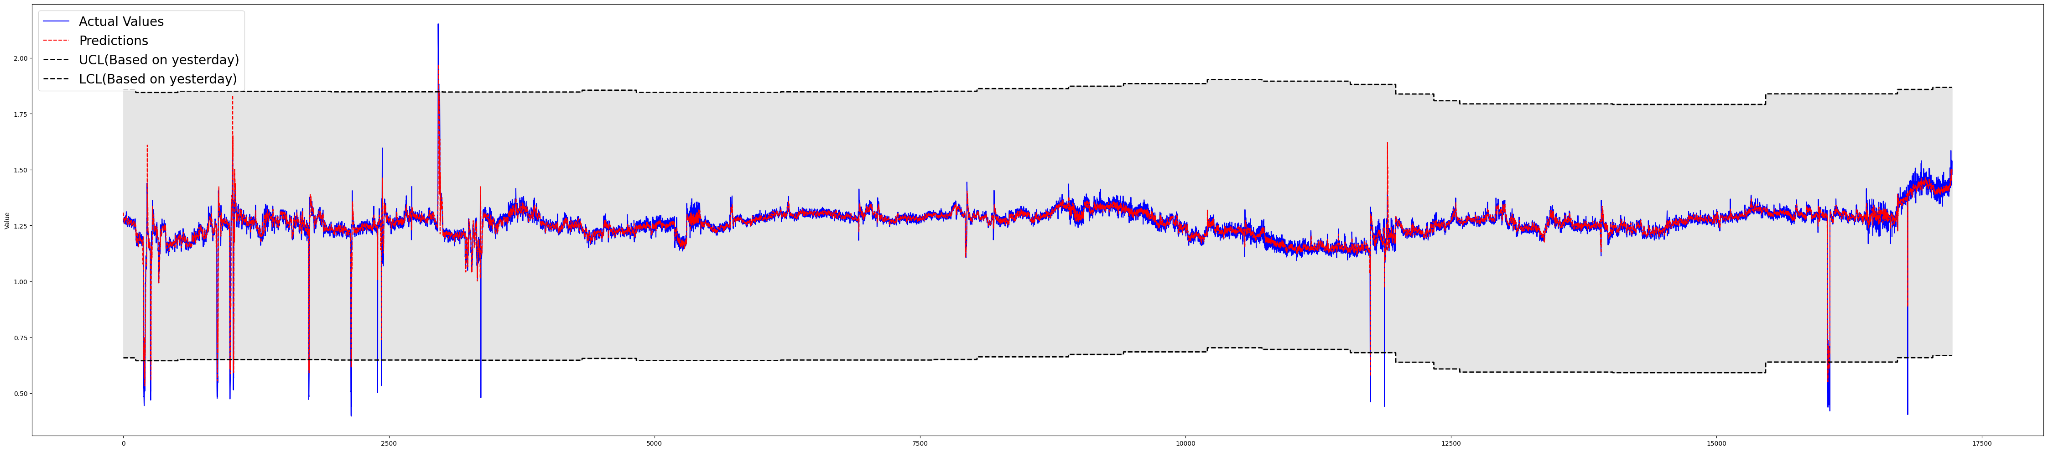 Actual Values
Predictions
UCL(Based on yesterday)
LCL(Based on yesterday)
Value
2.00
1.75
1.50
1.25
1.00
0.75
0.50
0 2500 5000 7500 10000 12500 15000 17500